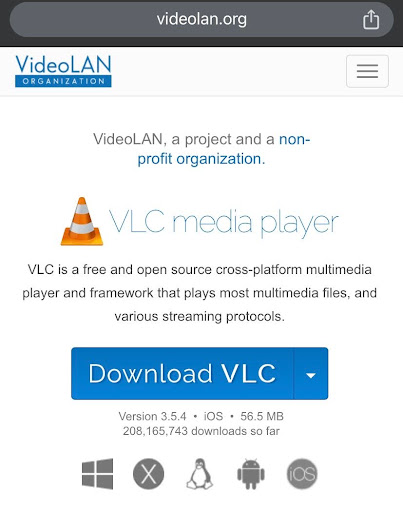 videolan.org
VideoLAN
ORGANIZATION
VideoLAN, a project and a non-
profit organization.
VLC media player
VLC is a free and open source cross-platform multimedia
player and framework that plays most multimedia files, and
various streaming protocols.
Download VLC
Version 3.5.4 • iOS • 56.5 MB
208,165,743 downloads so far
X
iOS